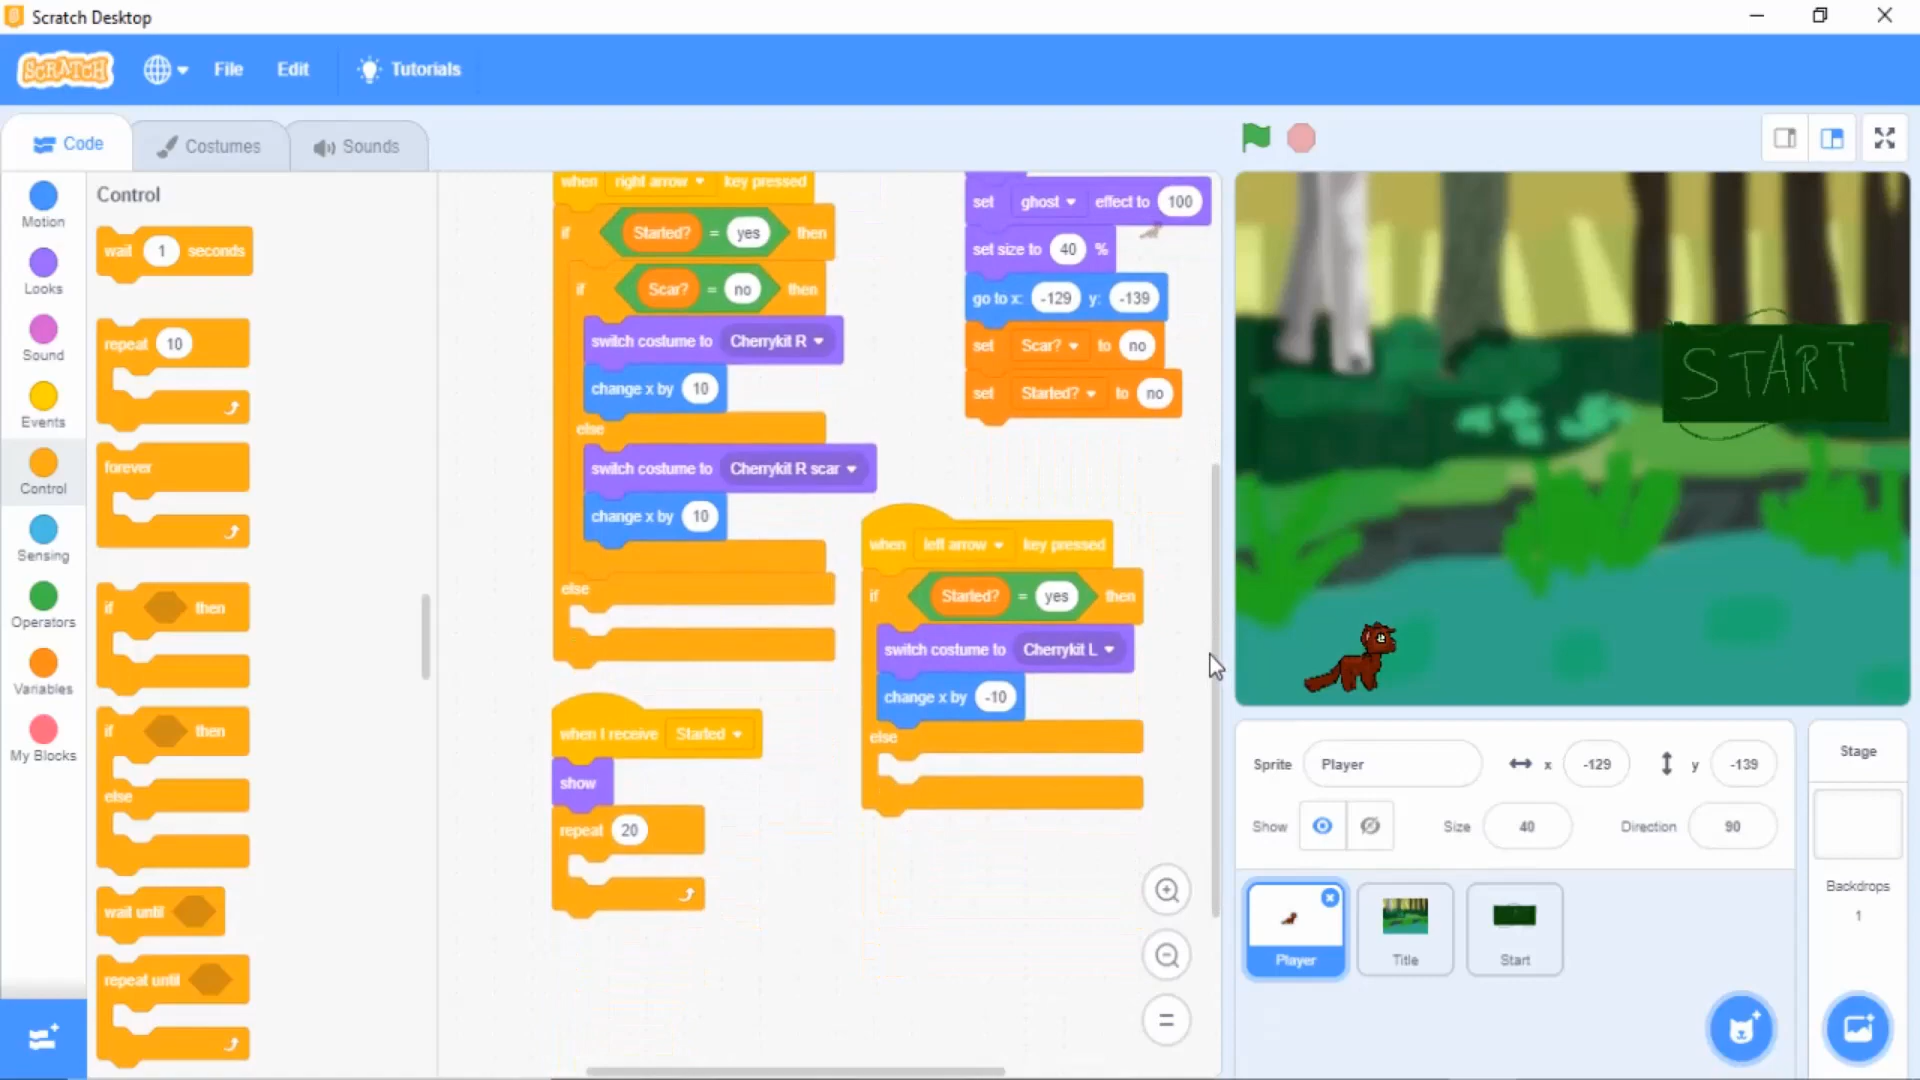 Scratch Desktop
SCRATCH
File
Edit
Tutorials
Code
Costumes
Sounds
Motion
Looks
Sound
Events
Control
Sensing
Operators
Variables
My Blocks
Control
wait 1 seconds
repeat 10
forever
if then
if then
else
wait until
repeat until
when right arrow key pressed
if Started? = yes then
if Scar? = no then
switch costume to Cherrykit R
change x by 10
else
switch costume to Cherrykit R scar
change x by 10
else
when I receive Started
show
repeat 20
set ghost effect to 100
set size to 40 %
go to x: -129 y: -139
set Scar? to no
set Started? to no
when left arrow key pressed
if Started? = yes then
switch costume to Cherrykit L
change x by -10
else
START
Sprite Player x -129 y -139
Show Size 40 Direction 90
Player
Title
Start
Stage
Backdrops
1